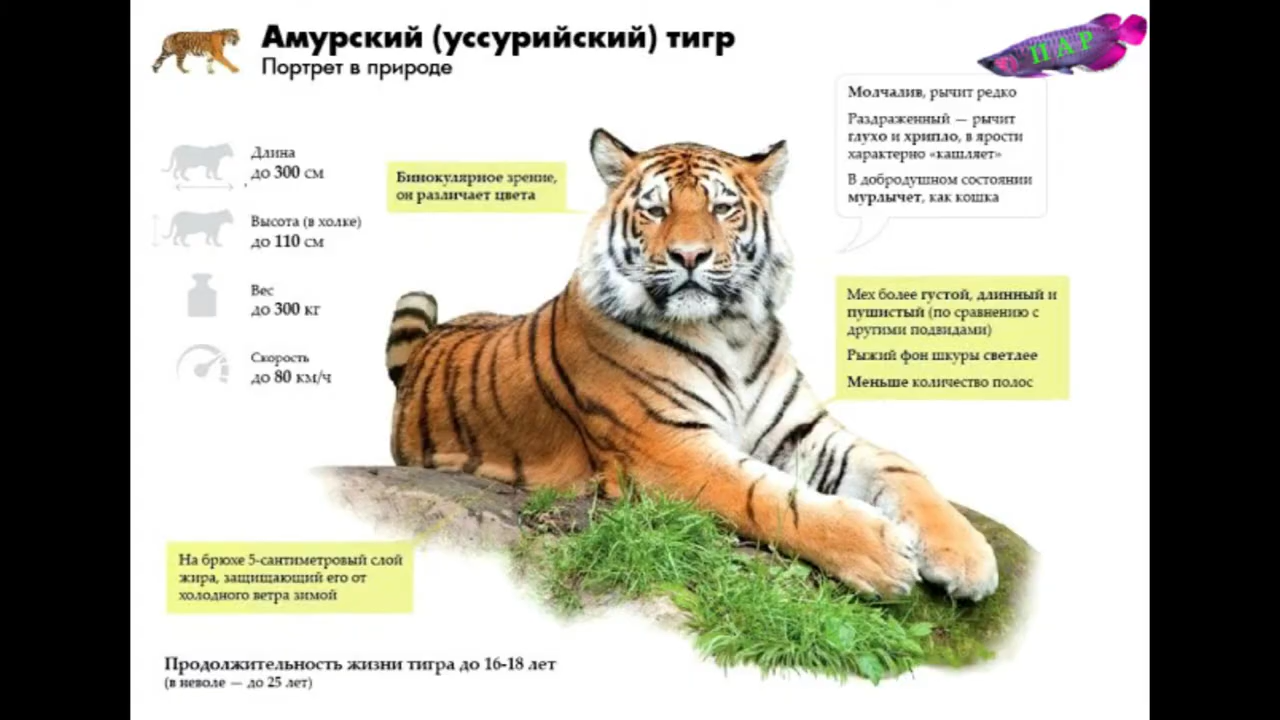 Амурский (уссурийский) тигр
Портрет в природе
ПАР
Молчалив, рычит редко
Раздраженный — рычит
глухо и хрипло, в ярости
характерно «кашляет»
В добродушном состоянии
мурлычет, как кошка
Длина
до 300 см
Бинокулярное зрение,
он различает цвета
Высота (в холке)
до 110 см
Вес
до 300 кг
Скорость
до 80 км/ч
Мех более густой, длинный и
пушистый (по сравнению с
другими подвидами)
Рыжий фон шкуры светлее
Меньше количество полос
На брюхе 5-сантиметровый слой
жира, защищающий его от
холодного ветра зимой
Продолжительность жизни тигра до 16-18 лет
(в неволе — до 25 лет)